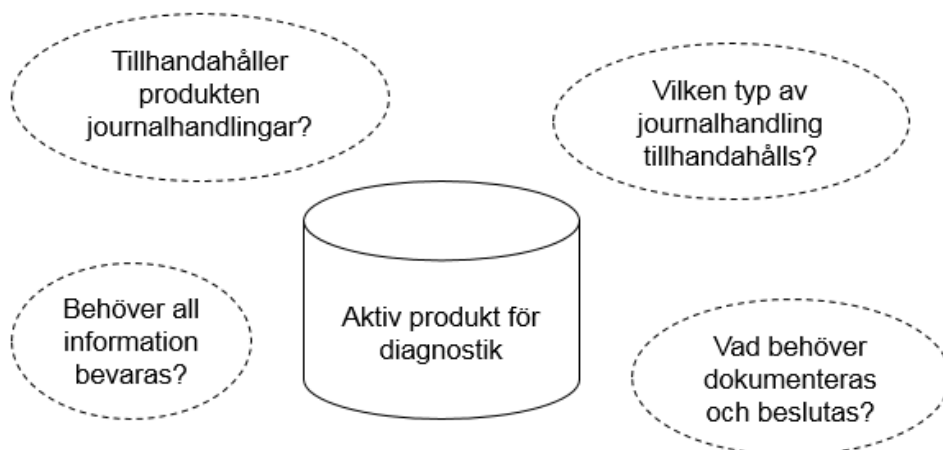 Tillhandahåller
produkten
journalhandlingar?
Vilken typ av
journalhandling
tillhandahålls?
Behöver all
information
bevaras?
Aktiv produkt för
diagnostik
Vad behöver
dokumenteras
och beslutas?